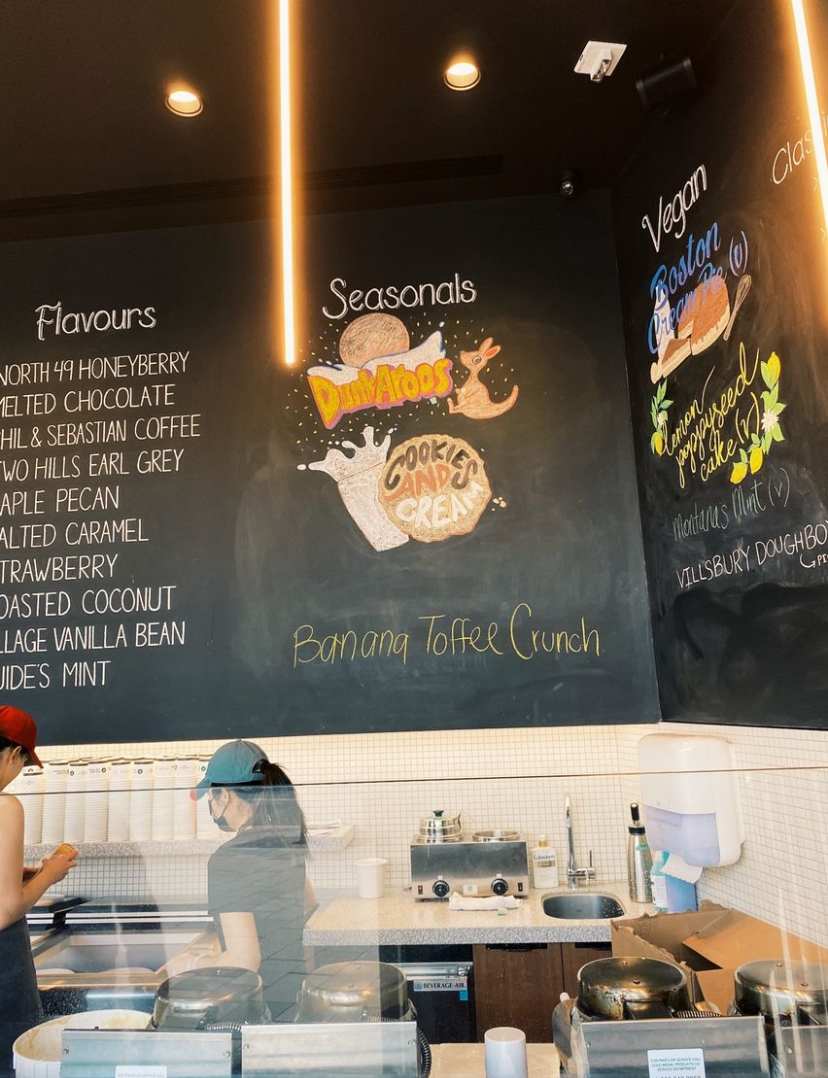 Flavours
NORTH 49 HONEYBERRY
MELTED CHOCOLATE
PHIL & SEBASTIAN COFFEE
TWO HILLS EARL GREY
APLE PECAN
ALTED CARAMEL
TRAWBERRY
OASTED COCONUT
LLAGE VANILLA BEAN
UIDE'S MINT
Seasonals
DunkAroos
COOKIES
AND
CREAM
Banana Toffee Crunch
Vegan
Boston
Cream Pie (v)
Lemon
poppyseed
cake (v)
Montana's Mint (v)
VILLSBURY DOUGHBOY
Clas
BEVERAGE-AIR